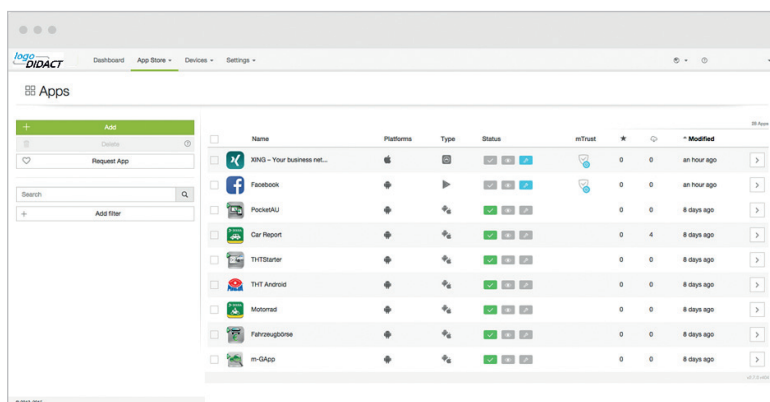 logo
DIDACT
Dashboard App Store Devices Settings
Apps
Add
Delete
Request App
Search
Add filter
Apps
Name Platforms Type Status mTrust Modified
XING – Your business net... 0 0 an hour ago
Facebook 0 0 an hour ago
PocketAU 0 0 8 days ago
Car Report 0 4 8 days ago
THTStarter 0 0 8 days ago
THT Android 0 0 8 days ago
Motorrad 0 0 8 days ago
Fahrzeugbörse 0 0 8 days ago
m-GApp 0 0 8 days ago